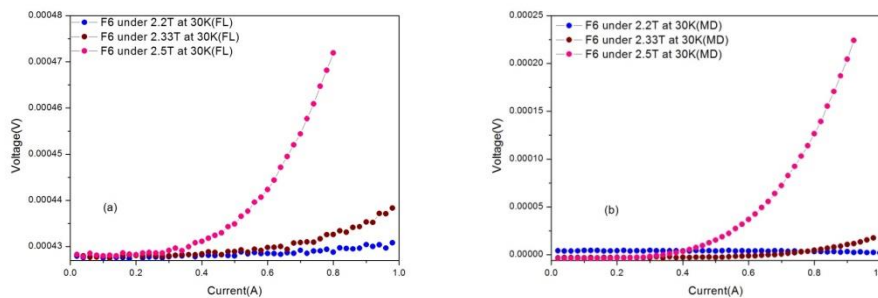 F6 under 2.2T at 30K(FL)
F6 under 2.33T at 30K(FL)
F6 under 2.5T at 30K(FL)
0.00048
0.00047
0.00046
0.00045
0.00044
0.00043
Voltage(V)
(a)
0.0 0.2 0.4 0.6 0.8 1.0
Current(A)
F6 under 2.2T at 30K(MD)
F6 under 2.33T at 30K(MD)
F6 under 2.5T at 30K(MD)
0.00025
0.00020
0.00015
0.00010
0.00005
0.00000
Voltage(V)
(b)
0.0 0.2 0.4 0.6 0.8 1.0
Current(A)